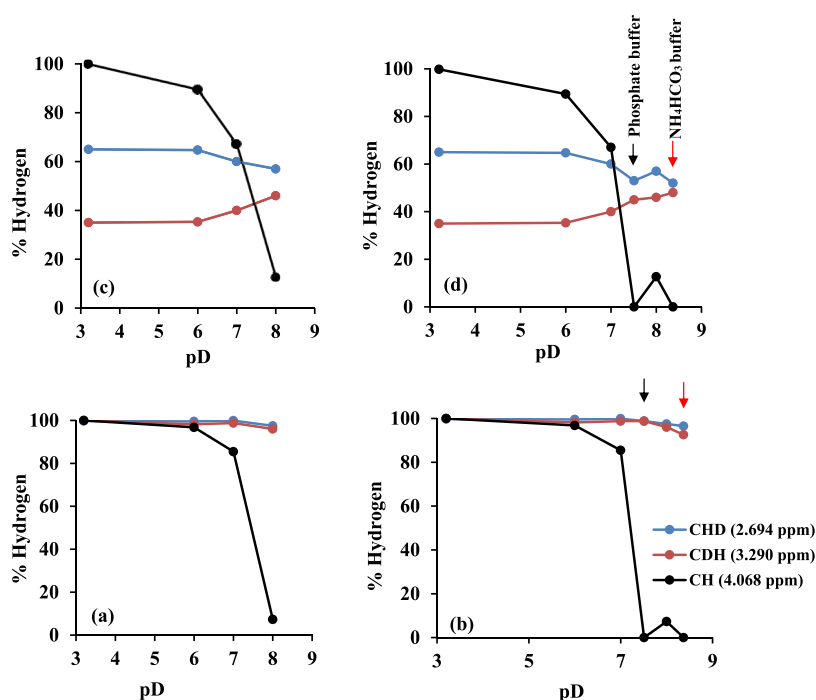 Phosphate buffer
NH₄HCO₃ buffer
100
80
60
40
20
0
% Hydrogen
(c)
3 4 5 6 7 8 9
pD
100
80
60
40
20
0
% Hydrogen
(d)
3 4 5 6 7 8 9
pD
100
80
60
40
20
0
% Hydrogen
(a)
3 4 5 6 7 8 9
pD
100
80
60
40
20
0
% Hydrogen
(b)
3 5 7 9
pD
CHD (2.694 ppm)
CDH (3.290 ppm)
CH (4.068 ppm)